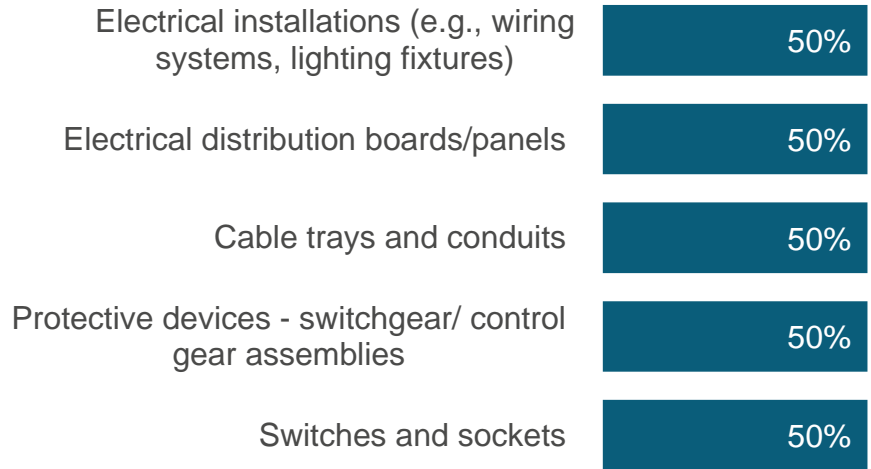 Electrical installations (e.g., wiring
systems, lighting fixtures)
50%
Electrical distribution boards/panels
50%
Cable trays and conduits
50%
Protective devices - switchgear/ control
gear assemblies
50%
Switches and sockets
50%